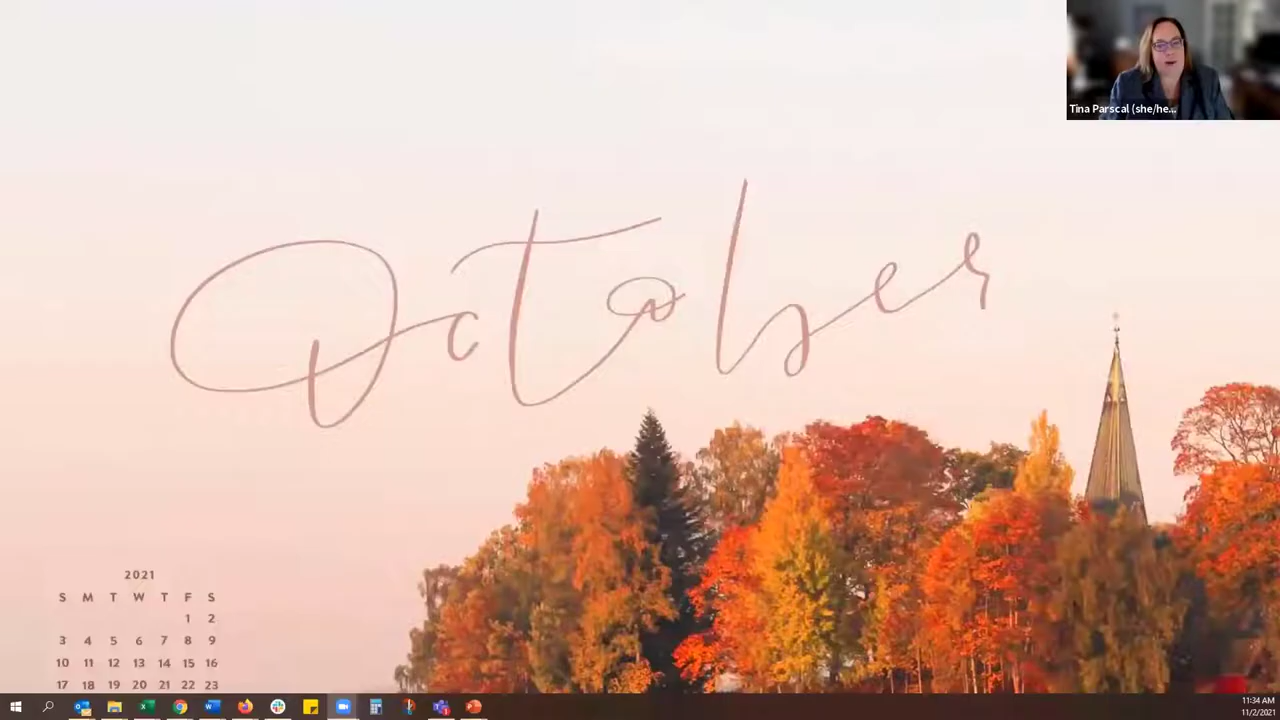 Tina Parscal (she/he...
October
2021
S M T W T F S
1 2
3 4 5 6 7 8 9
10 11 12 13 14 15 16
17 18 19 20 21 22 23
11:34 AM
11/2/2021